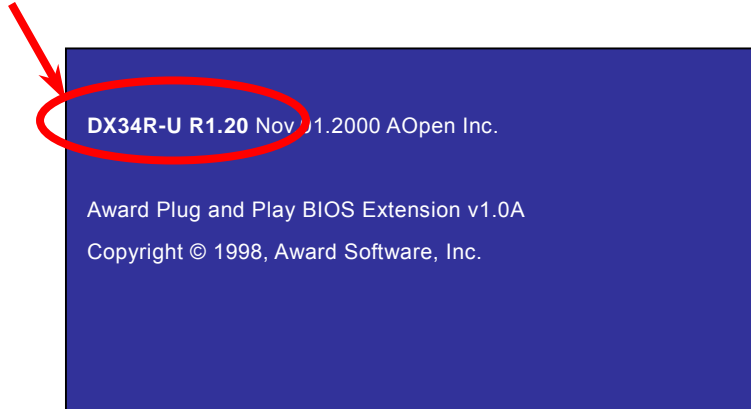 DX34R-U R1.20 Nov.01.2000 AOpen Inc.
Award Plug and Play BIOS Extension v1.0A
Copyright © 1998, Award Software, Inc.